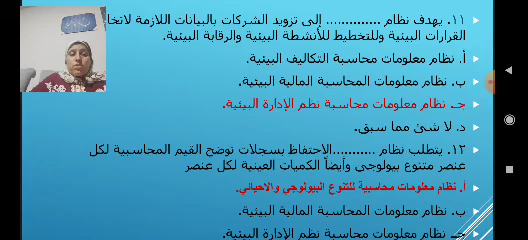 ١١. يهدف نظام ............. إلى تزويد الشركات بالبيانات اللازمة لاتخاذ
القرارات البيئية وللتخطيط للأنشطة البيئية والرقابة البيئية.
أ. نظام معلومات محاسبة التكاليف البيئية.
ب. نظام معلومات المحاسبة المالية البيئية.
جـ. نظام معلومات محاسبة نظم الإدارة البيئية.
د. لا شئ مما سبق.
١٢. يتطلب نظام ...........الاحتفاظ بسجلات توضح القيم المحاسبية لكل
عنصر متنوع بيولوجي وأيضاً الكميات العينية لكل عنصر
أ. نظام معلومات محاسبية للتنوع البيولوجي والاحيائي.
ب. نظام معلومات المحاسبة المالية البيئية.
جـ. نظام معلومات محاسبة نظم الإدارة البيئية.